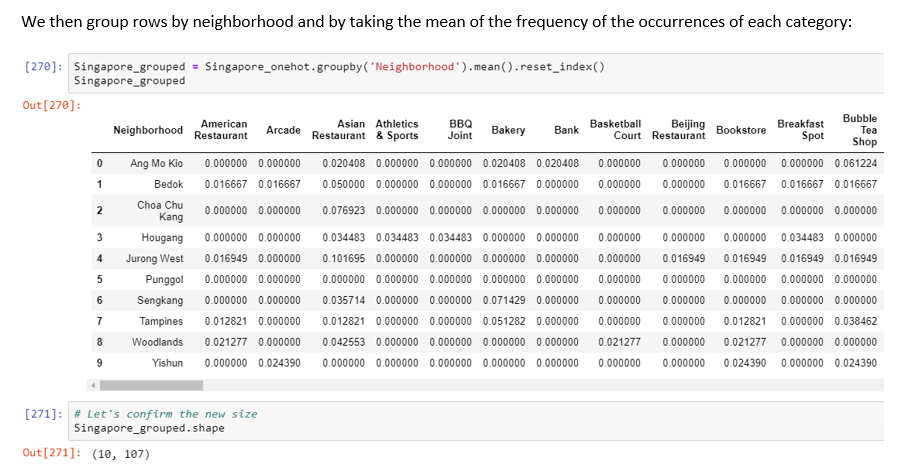 We then group rows by neighborhood and by taking the mean of the frequency of the occurrences of each category:
[270]: Singapore_grouped = Singapore_onehot.groupby('Neighborhood').mean().reset_index()
Singapore_grouped
Out[270]:
Neighborhood American Restaurant Arcade Asian Restaurant Athletics & Sports BBQ Joint Bakery Bank Basketball Court Beijing Restaurant Bookstore Breakfast Spot Bubble Tea Shop
0 Ang Mo Kio 0.000000 0.000000 0.020408 0.000000 0.000000 0.020408 0.020408 0.000000 0.000000 0.000000 0.000000 0.061224
1 Bedok 0.016667 0.016667 0.050000 0.000000 0.000000 0.016667 0.000000 0.000000 0.000000 0.016667 0.016667 0.016667
2 Choa Chu Kang 0.000000 0.000000 0.076923 0.000000 0.000000 0.000000 0.000000 0.000000 0.000000 0.000000 0.000000 0.000000
3 Hougang 0.000000 0.000000 0.034483 0.034483 0.034483 0.000000 0.000000 0.000000 0.000000 0.000000 0.034483 0.000000
4 Jurong West 0.016949 0.000000 0.101695 0.000000 0.000000 0.000000 0.000000 0.000000 0.016949 0.016949 0.016949 0.016949
5 Punggol 0.000000 0.000000 0.000000 0.000000 0.000000 0.000000 0.000000 0.000000 0.000000 0.000000 0.000000 0.000000
6 Sengkang 0.000000 0.000000 0.035714 0.000000 0.000000 0.071429 0.000000 0.000000 0.000000 0.000000 0.000000 0.000000
7 Tampines 0.012821 0.000000 0.012821 0.000000 0.000000 0.051282 0.000000 0.000000 0.000000 0.012821 0.000000 0.038462
8 Woodlands 0.021277 0.000000 0.042553 0.000000 0.000000 0.000000 0.000000 0.021277 0.000000 0.021277 0.000000 0.000000
9 Yishun 0.000000 0.024390 0.000000 0.000000 0.000000 0.000000 0.000000 0.000000 0.000000 0.024390 0.000000 0.024390
[271]: # Let's confirm the new size
Singapore_grouped.shape
Out[271]: (10, 107)